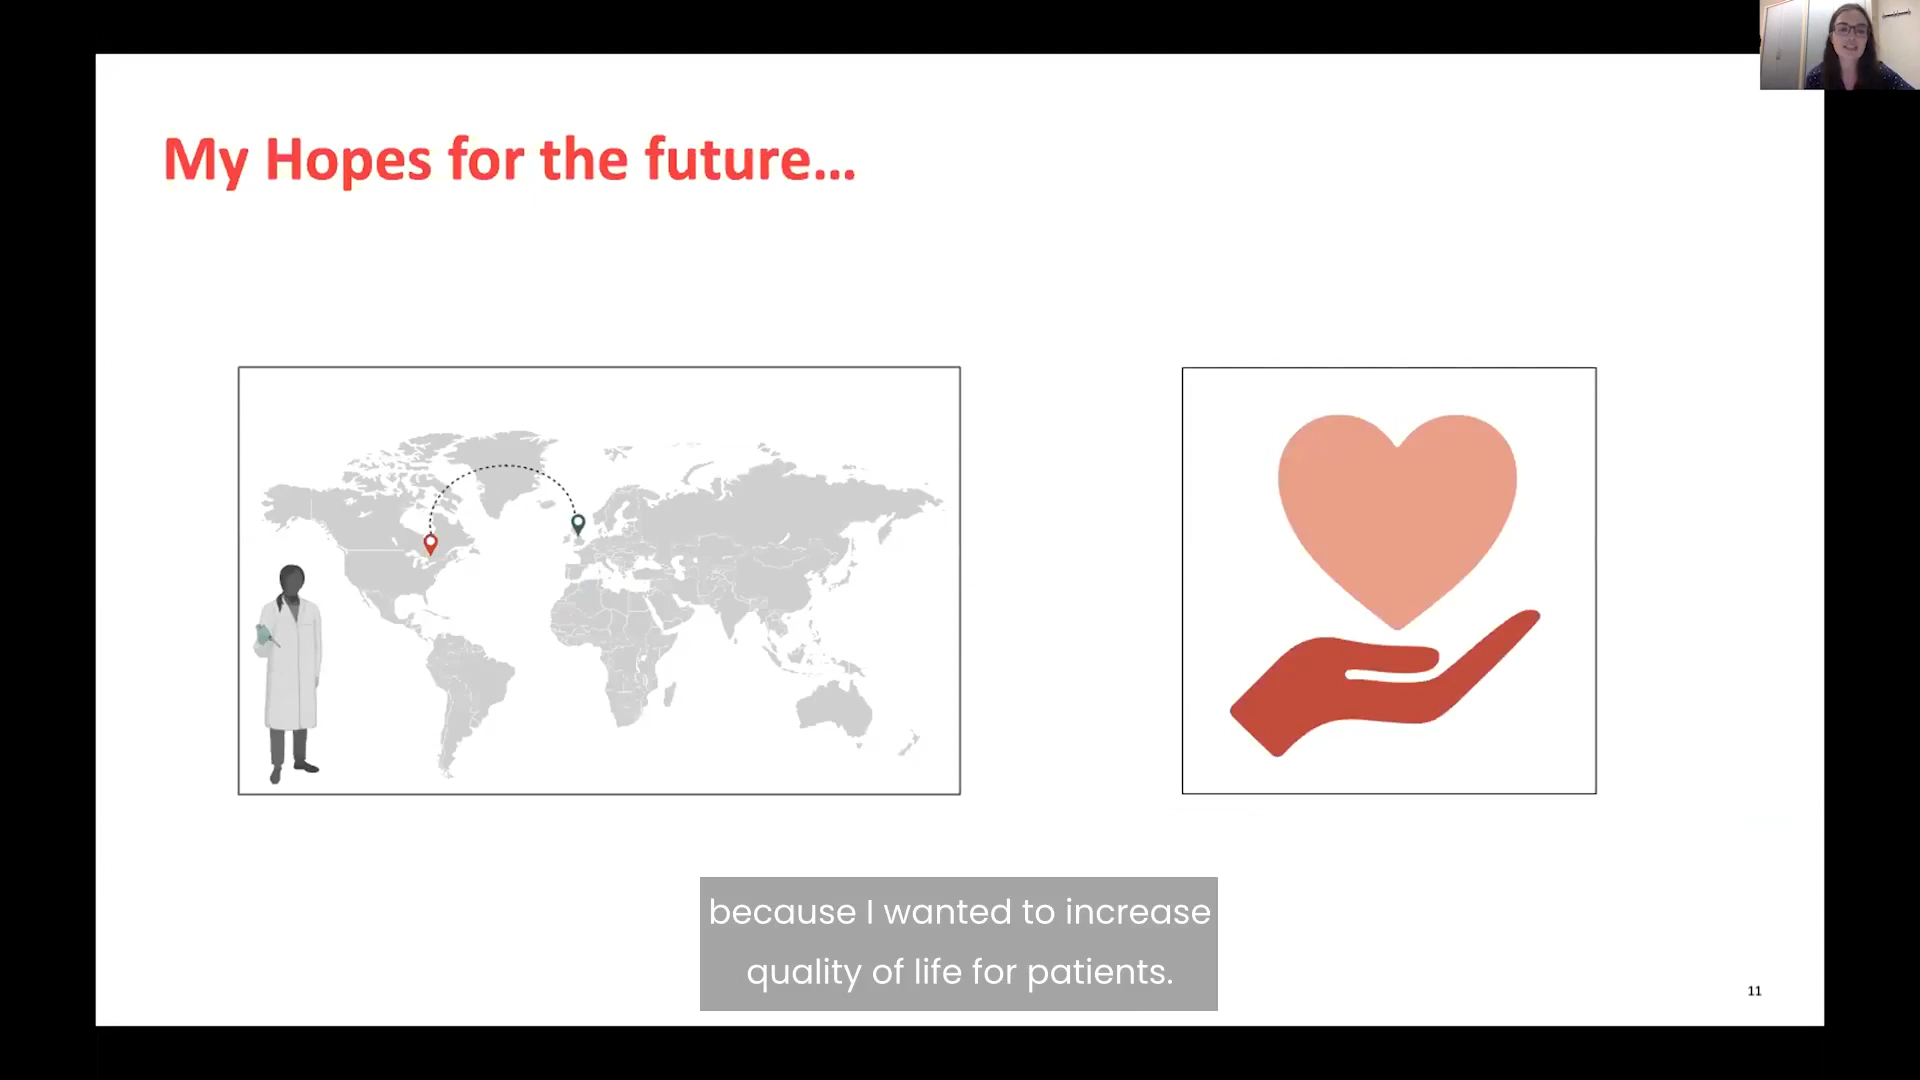 My Hopes for the future...
because I wanted to increase
quality of life for patients.
11